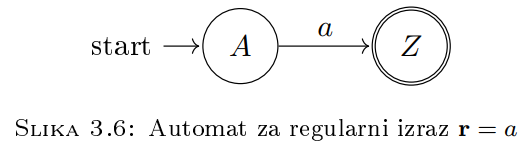 a
start A Z
SLIKA 3.6: Automat za regularni izraz r = a